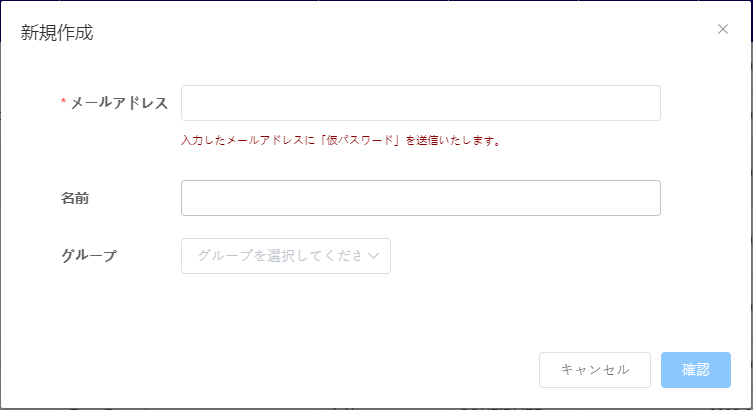 新規作成
* メールアドレス
入力したメールアドレスに「仮パスワード」を送信いたします。
名前
グループ
グループを選択してくださ
キャンセル 確認